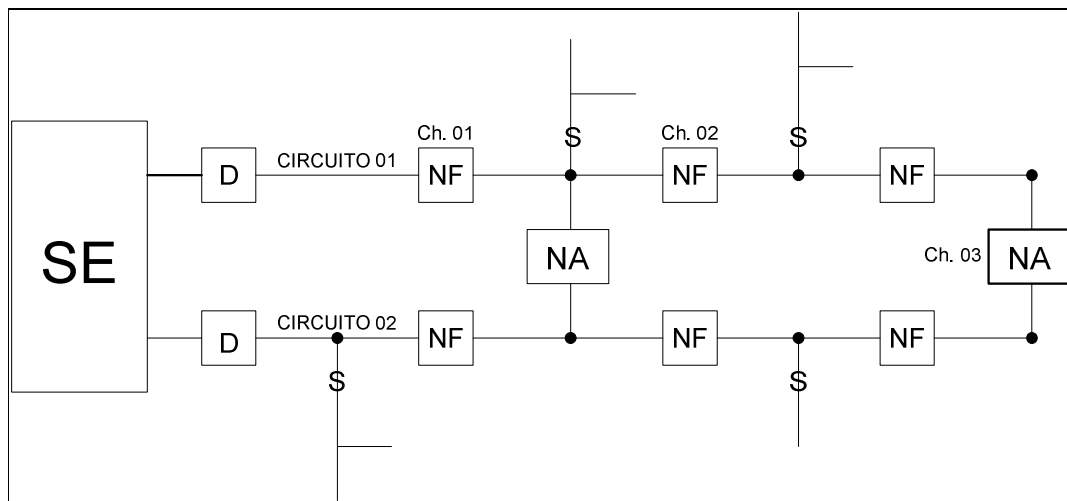 S
S
Ch. 01
Ch. 02
CIRCUITO 01
D
NF
NF
NF
SE
NA
Ch. 03
NA
CIRCUITO 02
D
NF
NF
NF
S
S